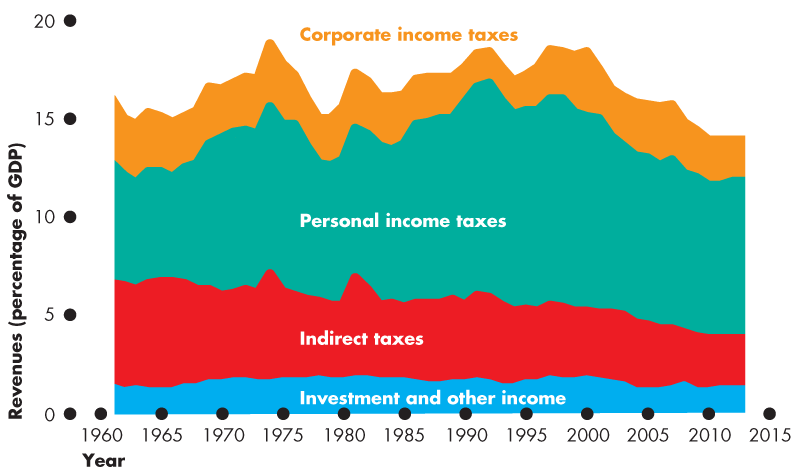 20
Corporate income taxes
15
Revenues (percentage of GDP)
10
Personal income taxes
5
Indirect taxes
Investment and other income
0
1960 1965 1970 1975 1980 1985 1990 1995 2000 2005 2010 2015
Year